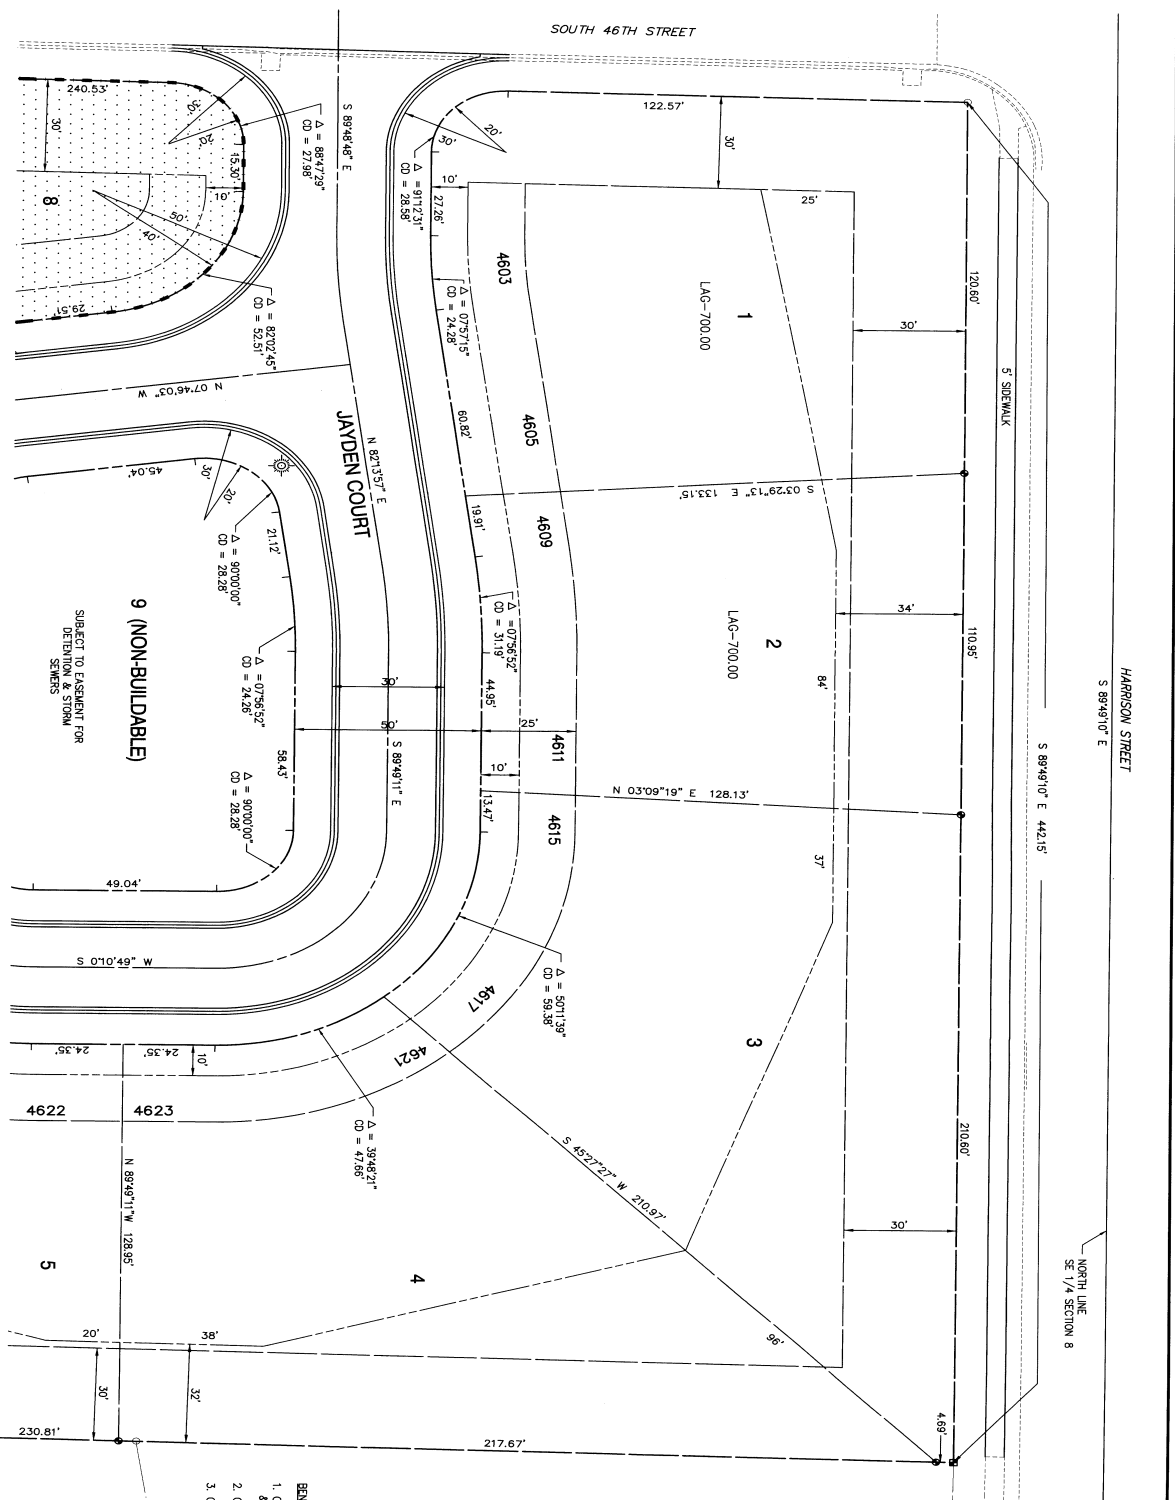 SOUTH 46TH STREET
HARRISON STREET
S 89°49'10" E
NORTH LINE
SE 1/4 SECTION 8
S 89°49'10" E 442.15'
5' SIDEWALK
120.60'
110.95'
210.60'
4.69'
122.57'
30'
25'
30'
1
LAG-700.00
S 03°29'13" E 133.15'
34'
2
LAG-700.00
84'
N 03°09'19" E 128.13'
37'
3
30'
S 45°27'27" W 210.97'
96'
4
217.67'
5
20'
38'
30'
32'
230.81'
N 89°49'11"W 128.95'
4603
4605
4609
4611
4615
4617
4621
4623
4622
20'
30'
Δ = 91°12'31"
CD = 28.58'
10'
27.26'
Δ = 07°57'15"
CD = 24.28'
60.82'
19.91'
Δ = 07°56'52"
CD = 31.19'
44.95'
25'
10'
13.47'
Δ = 50°11'39"
CD = 59.38'
Δ = 39°48'21"
CD = 47.66'
24.35'
24.35'
10'
JAYDEN COURT
S 89°48'48" E
N 82°13'57" E
S 89°49'11" E
S 0°10'49" W
N 07°46'03" W
30'
50'
240.53'
30'
30'
20'
Δ = 88°47'29"
CD = 27.98'
15.30'
10'
8
50'
40'
29.51'
Δ = 82°02'45"
CD = 52.51'
45.04'
30'
20'
21.12'
Δ = 90°00'00"
CD = 28.28'
Δ = 07°56'52"
CD = 24.26'
58.43'
Δ = 90°00'00"
CD = 28.28'
49.04'
9 (NON-BUILDABLE)
SUBJECT TO EASEMENT FOR
DETENTION & STORM
SEWERS
BEN
1. (
&
2. (
3. (